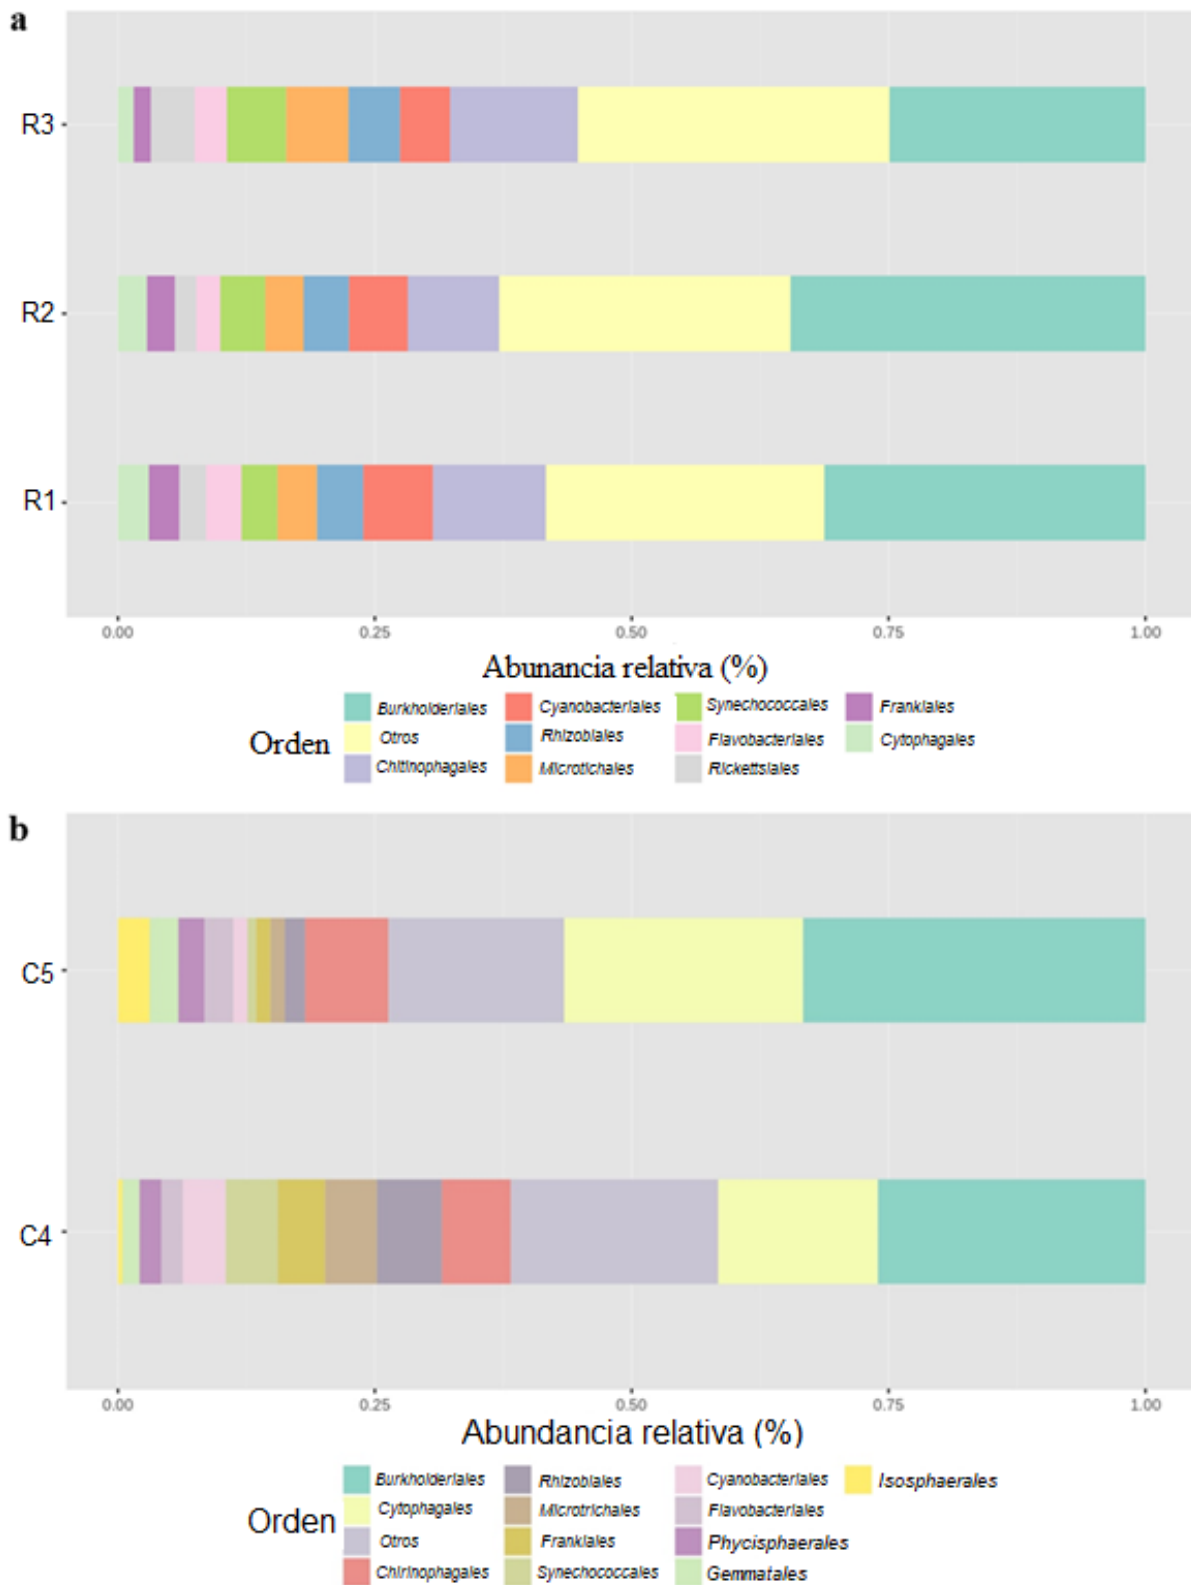 a
R3
R2
R1
0.00 0.25 0.50 0.75 1.00
Abunancia relativa (%)
Orden
Burkholderiales Cyanobacteriales Synechococcales Frankiales
Otros Rhizobiales Flavobacteriales Cytophagales
Chitinophagales Microtichales Rickettsiales
b
C5
C4
0.00 0.25 0.50 0.75 1.00
Abundancia relativa (%)
Orden
Burkholderiales Rhizobiales Cyanobacteriales Isosphaerales
Cytophagales Microtrichales Flavobacteriales
Otros Frankiales Phycisphaerales
Chirinophagales Synechococcales Gemmatales